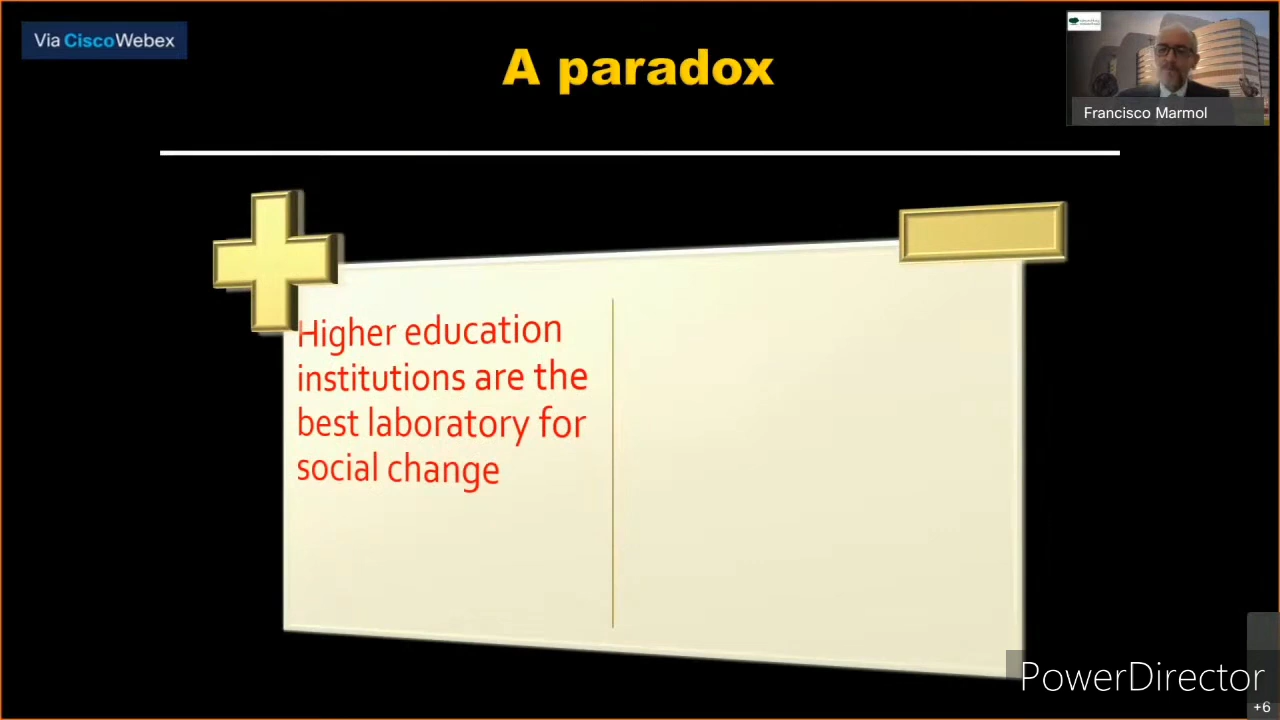 Via CiscoWebex
A paradox
Francisco Marmol
Higher education
institutions are the
best laboratory for
social change
PowerDirector
+6